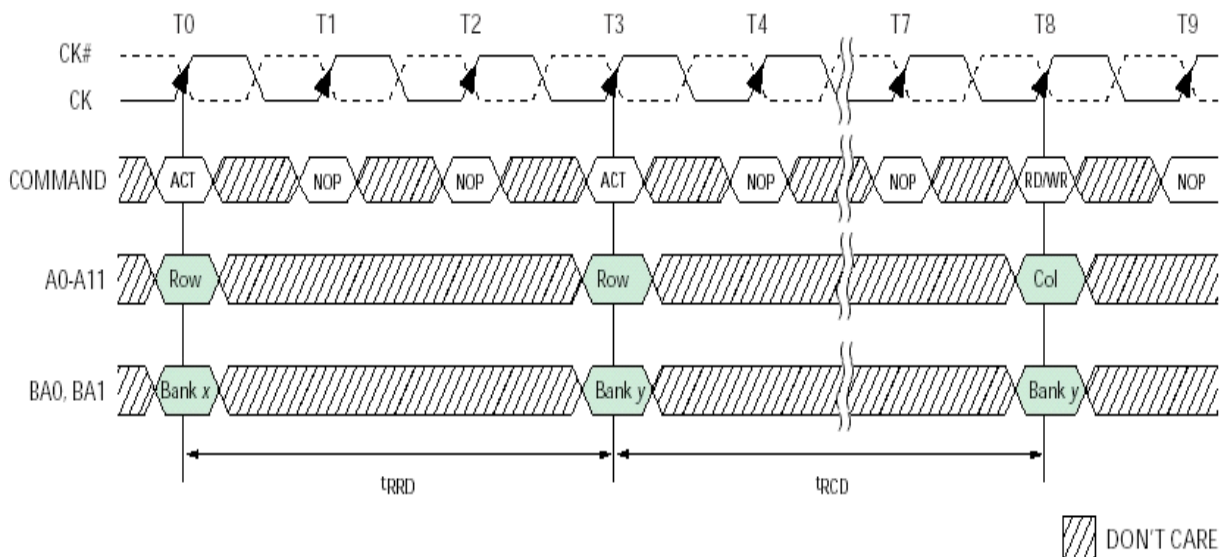 T0 T1 T2 T3 T4 T7 T8 T9
CK#
CK
COMMAND ACT NOP NOP ACT NOP NOP RD/WR NOP
A0-A11 Row Row Col
BA0, BA1 Bank x Bank y Bank y
tRRD tRCD
DON'T CARE